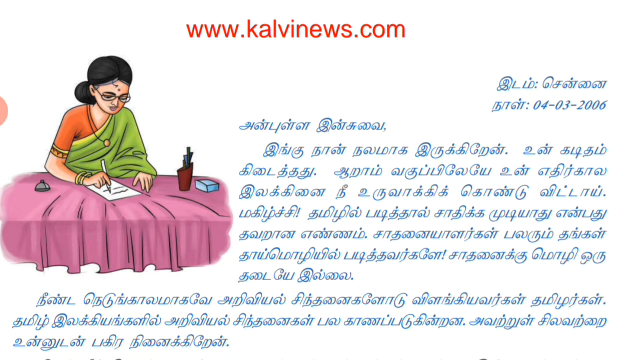 www.kalvinews.com
இடம்: சென்னை
நாள்: 04-03-2006
அன்புள்ள இன்சுவை,
இங்கு நான் நலமாக இருக்கிறேன். உன் கடிதம்
கிடைத்தது. ஆறாம் வகுப்பிலேயே உன் எதிர்கால
இலக்கினை நீ உருவாக்கிக் கொண்டு விட்டாய்.
மகிழ்ச்சி! தமிழில் படித்தால் சாதிக்க முடியாது என்பது
தவறான எண்ணம். சாதனையாளர்கள் பலரும் தங்கள்
தாய்மொழியில் படித்தவர்களே! சாதனைக்கு மொழி ஒரு
தடையே இல்லை.
நீண்ட நெடுங்காலமாகவே அறிவியல் சிந்தனைகளோடு விளங்கியவர்கள் தமிழர்கள்.
தமிழ் இலக்கியங்களில் அறிவியல் சிந்தனைகள் பல காணப்படுகின்றன. அவற்றுள் சிலவற்றை
உன்னுடன் பகிர நினைக்கிறேன்.